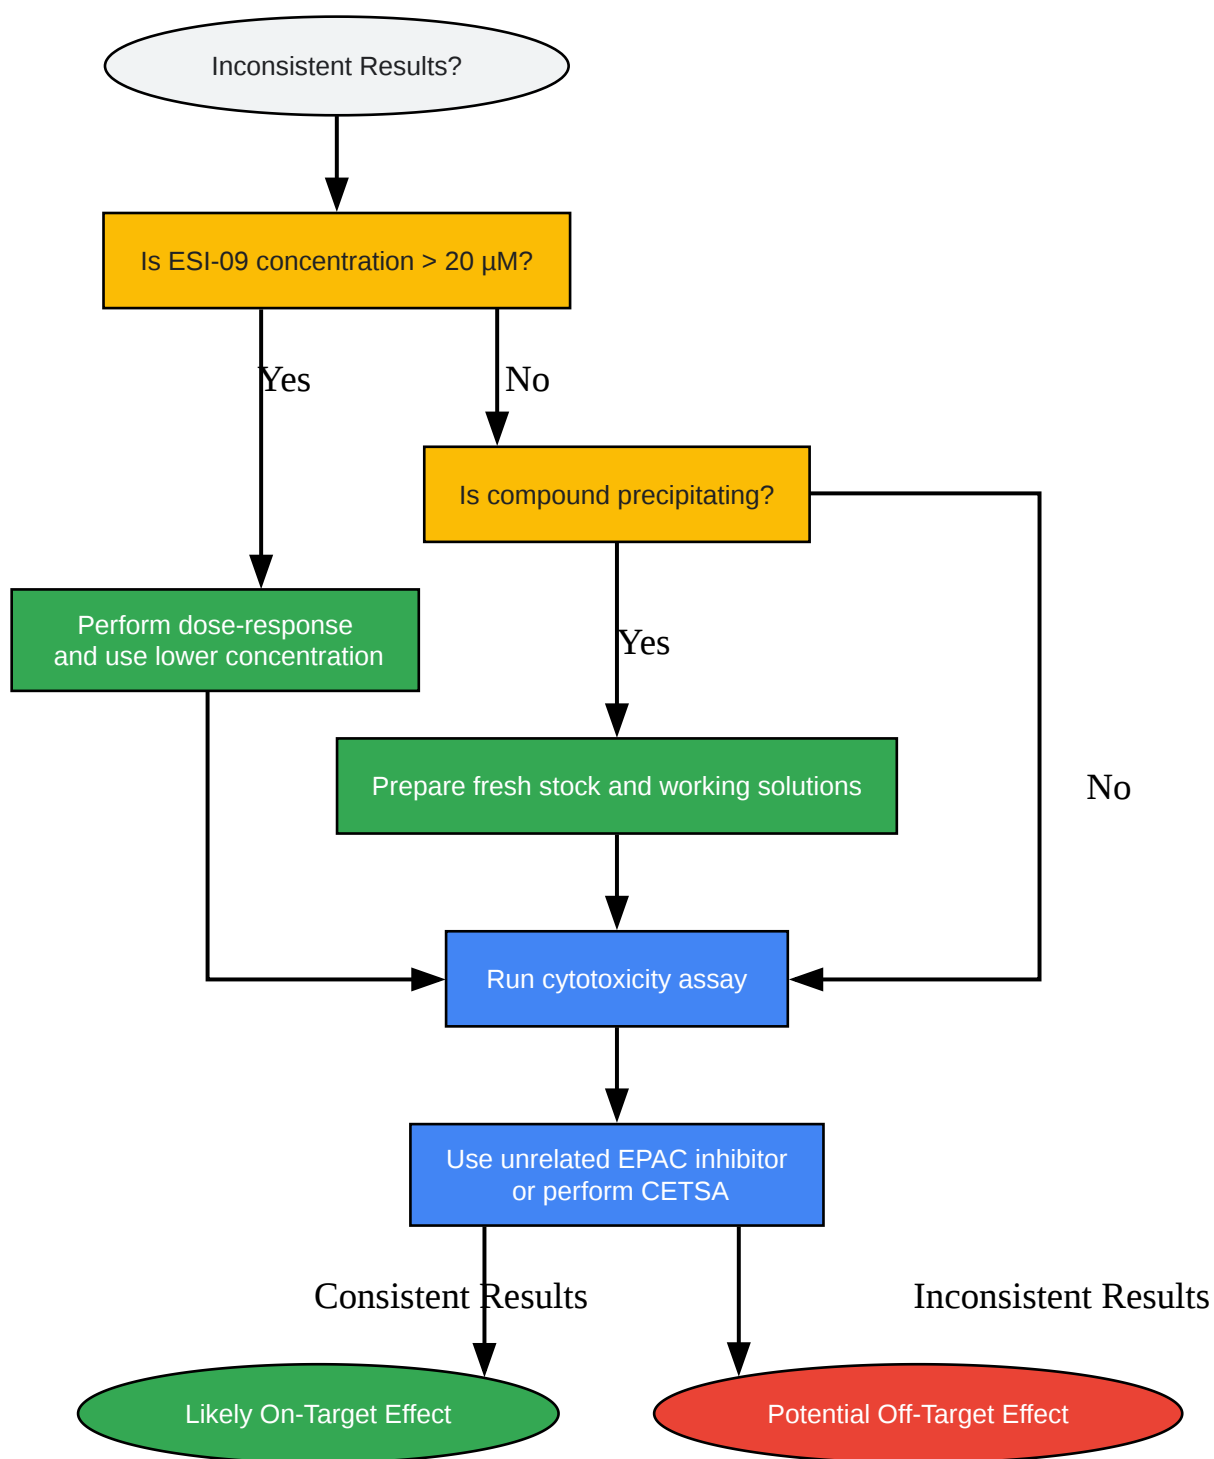 Inconsistent Results?
Is ESI-09 concentration > 20 µM?
Yes
No
Is compound precipitating?
Perform dose-response
and use lower concentration
Yes
Prepare fresh stock and working solutions
No
Run cytotoxicity assay
Use unrelated EPAC inhibitor
or perform CETSA
Consistent Results
Inconsistent Results
Likely On-Target Effect
Potential Off-Target Effect